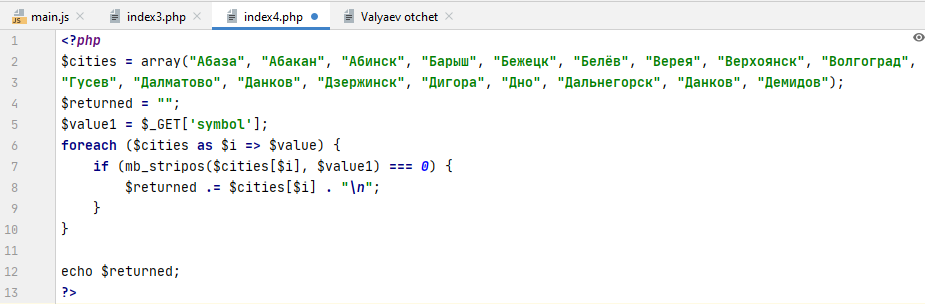 main.js index3.php index4.php Valyaev otchet
1 <?php
2 $cities = array("Абаза", "Абакан", "Абинск", "Барыш", "Бежецк", "Белёв", "Верея", "Верхоянск", "Волгоград",
3 "Гусев", "Далматово", "Данков", "Дзержинск", "Дигора", "Дно", "Дальнегорск", "Данков", "Демидов");
4 $returned = "";
5 $value1 = $_GET['symbol'];
6 foreach ($cities as $i => $value) {
7     if (mb_stripos($cities[$i], $value1) === 0) {
8         $returned .= $cities[$i] . "\n";
9     }
10 }
11
12 echo $returned;
13 ?>